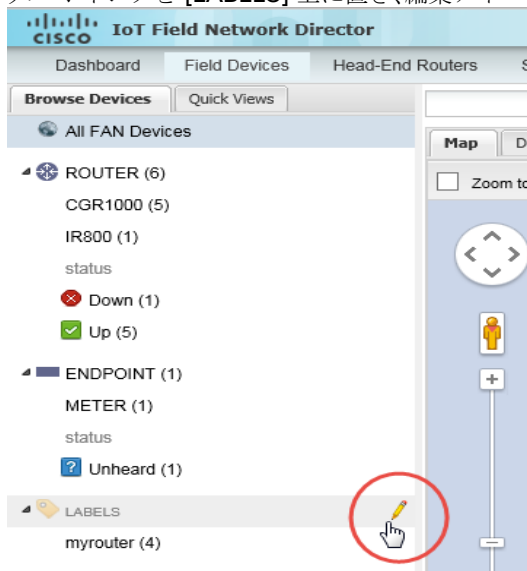 [LABELS]
CISCO IoT Field Network Director
Dashboard Field Devices Head-End Routers
Browse Devices Quick Views
All FAN Devices
Map D
ROUTER (6)
Zoom to
CGR1000 (5)
IR800 (1)
status
Down (1)
Up (5)
ENDPOINT (1)
METER (1)
status
Unheard (1)
LABELS
myrouter (4)